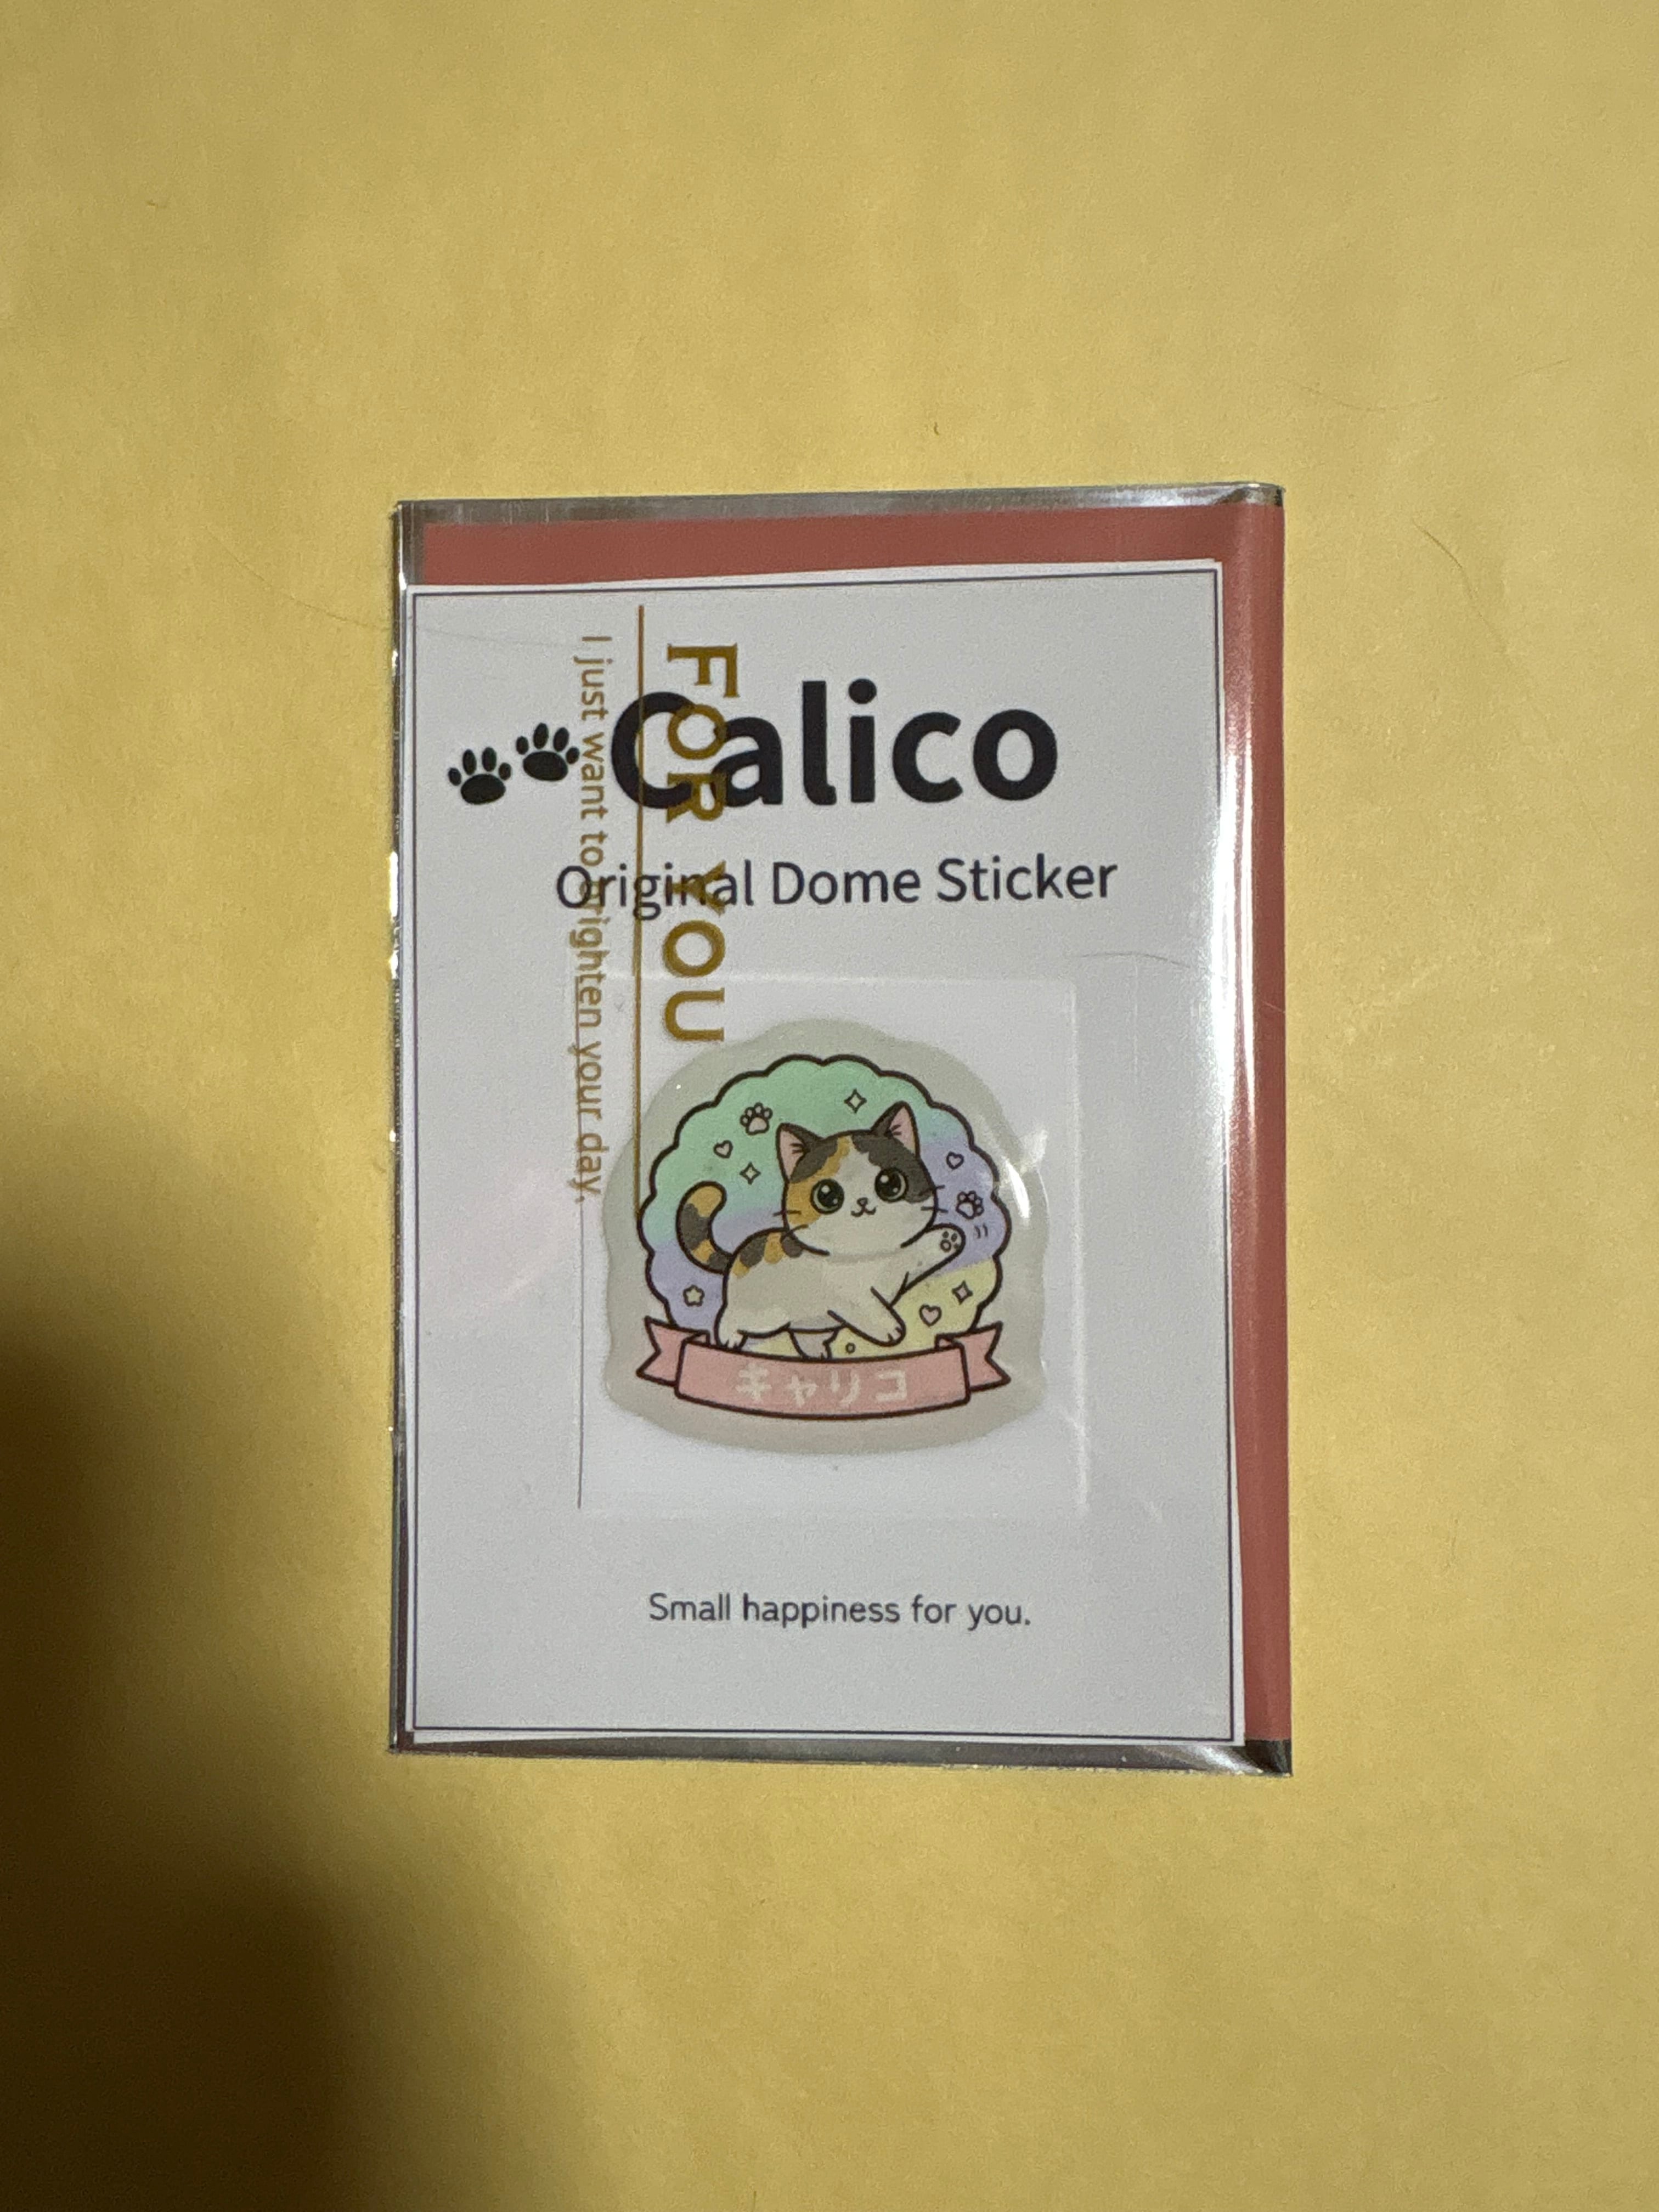 Calico
Original Dome Sticker
FOR YOU
I just want to brighten your day.
キャリコ
Small happiness for you.